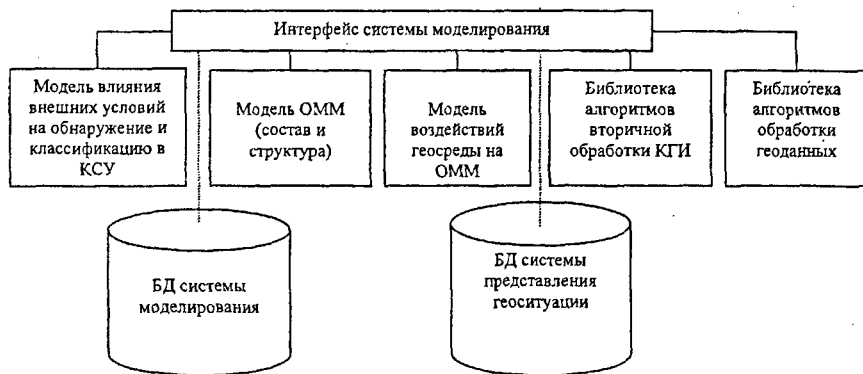 Интерфейс системы моделирования
Модель влияния
внешних условий
на обнаружение и
классификацию в
КСУ
Модель ОММ
(состав и
структура)
Модель
воздействий
геосреды на
ОММ
Библиотека
алгоритмов
вторичной
обработки КГИ
Библиотека
алгоритмов
обработки
геоданных
БД системы
моделирования
БД системы
представления
геоситуации